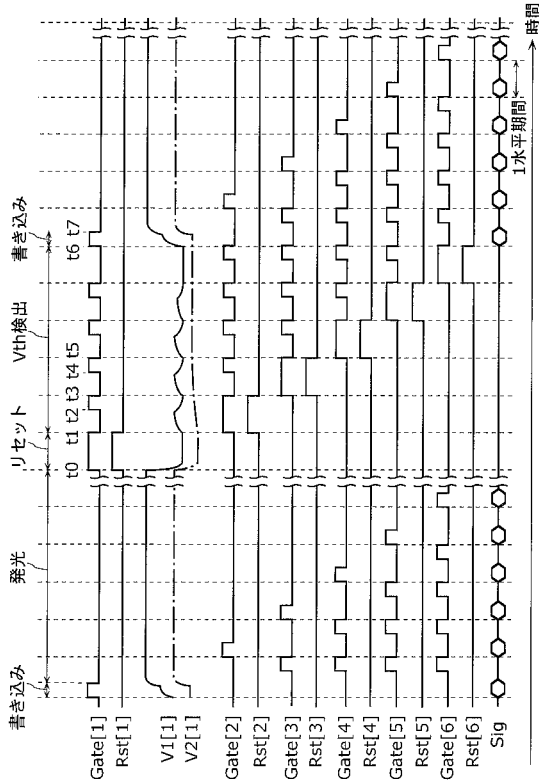 書き込み 発光 リセット Vth検出 書き込み
t0 t1 t2 t3 t4 t5 t6 t7
Gate[1]
Rst[1]
V1[1]
V2[1]
Gate[2]
Rst[2]
Gate[3]
Rst[3]
Gate[4]
Rst[4]
Gate[5]
Rst[5]
Gate[6]
Rst[6]
Sig
1水平期間
時間